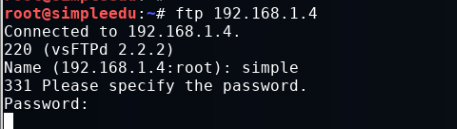 root@simpleedu:~# ftp 192.168.1.4
Connected to 192.168.1.4.
220 (vsFTPd 2.2.2)
Name (192.168.1.4:root): simple
331 Please specify the password.
Password: